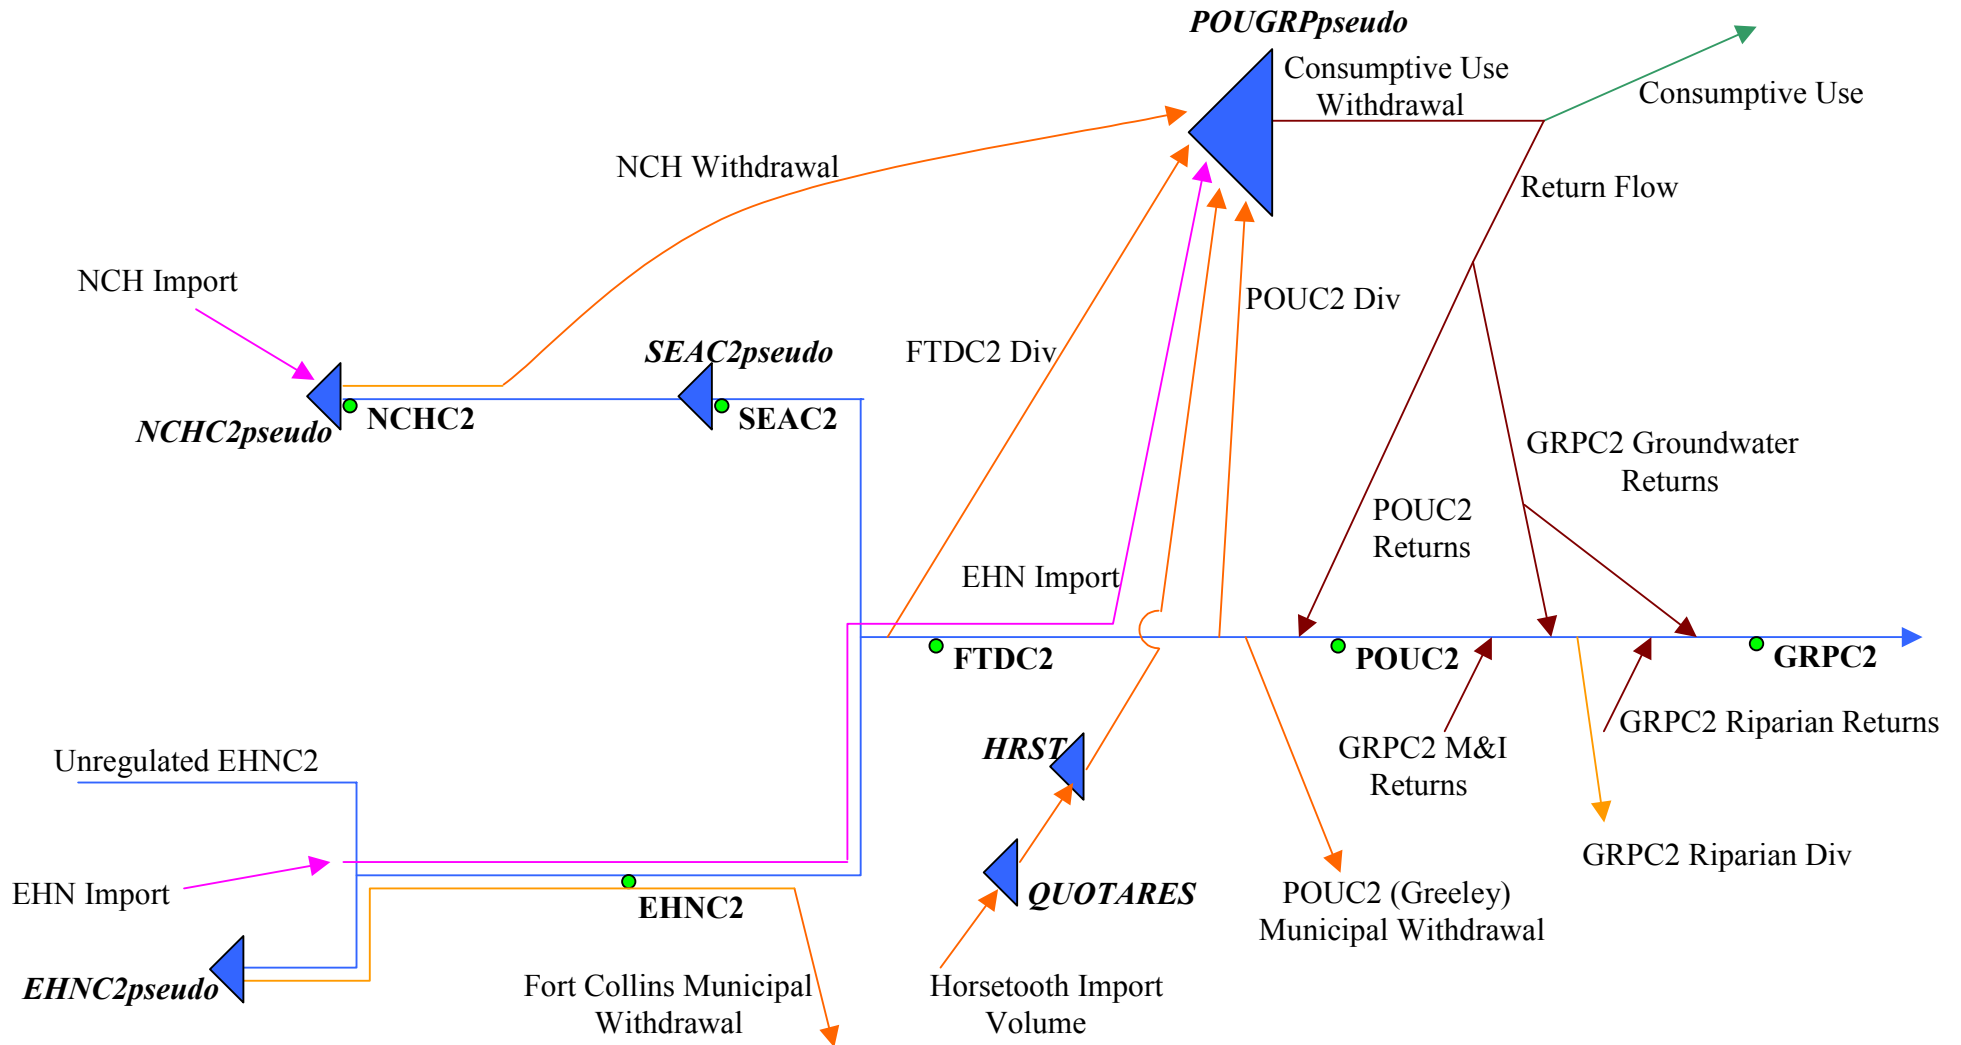 POUGRPpseudo
Consumptive Use
Withdrawal
Consumptive Use
NCH Withdrawal
Return Flow
NCH Import
POUC2 Div
SEAC2pseudo
FTDC2 Div
NCHC2
SEAC2
NCHC2pseudo
GRPC2 Groundwater
Returns
POUC2
Returns
EHN Import
FTDC2
POUC2
GRPC2
GRPC2 Riparian Returns
HRST
GRPC2 M&I
Returns
Unregulated EHNC2
GRPC2 Riparian Div
EHN Import
EHNC2
QUOTARES
POUC2 (Greeley)
Municipal Withdrawal
EHNC2pseudo
Fort Collins Municipal
Withdrawal
Horsetooth Import
Volume